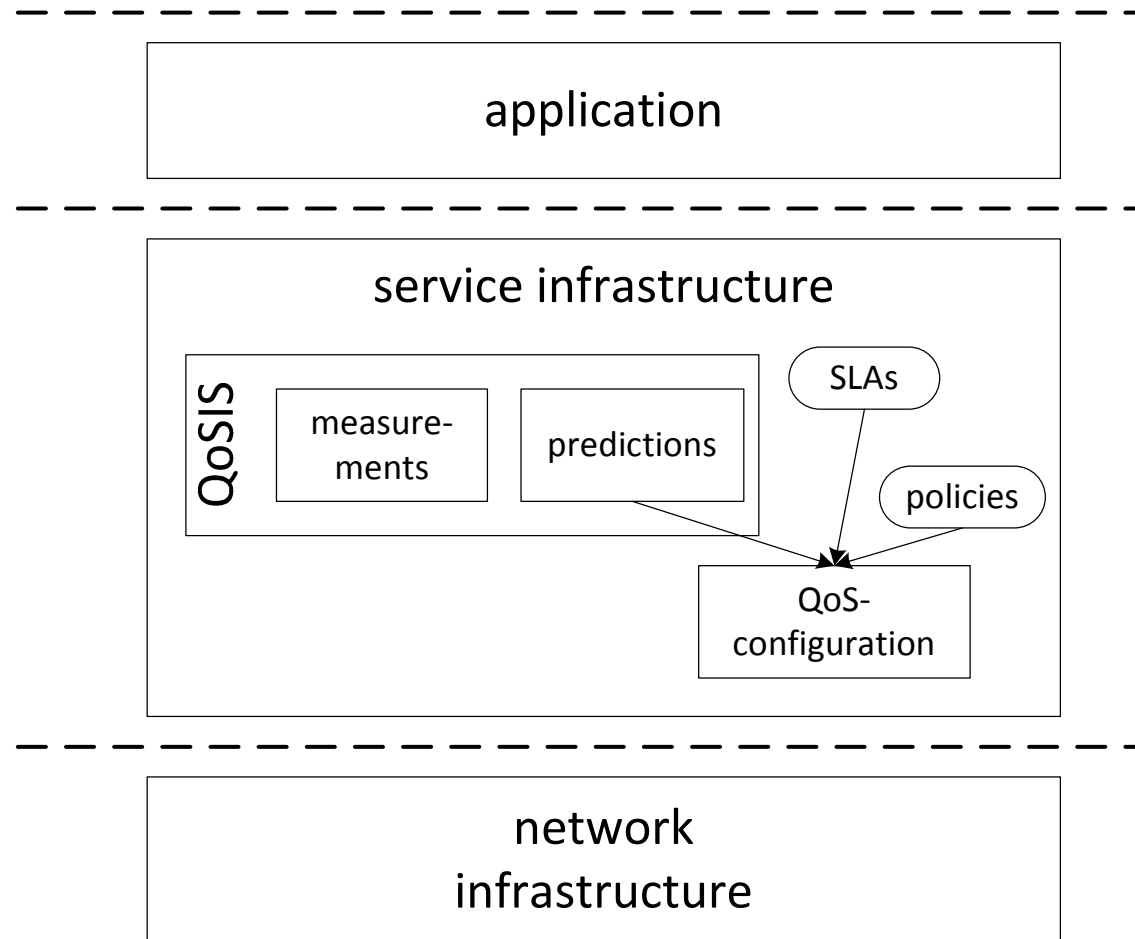 application
service infrastructure
QoSIS
measure-
ments
predictions
SLAs
policies
QoS-
configuration
network
infrastructure